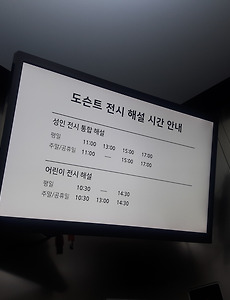 도슨트 전시 해설 시간 안내
성인 전시 통합 해설
평일 11:00 13:00 15:00 17:00
주말/공휴일 11:00 — 15:00 17:00
어린이 전시 해설
평일 10:30 — 14:30
주말/공휴일 10:30 13:00 14:30